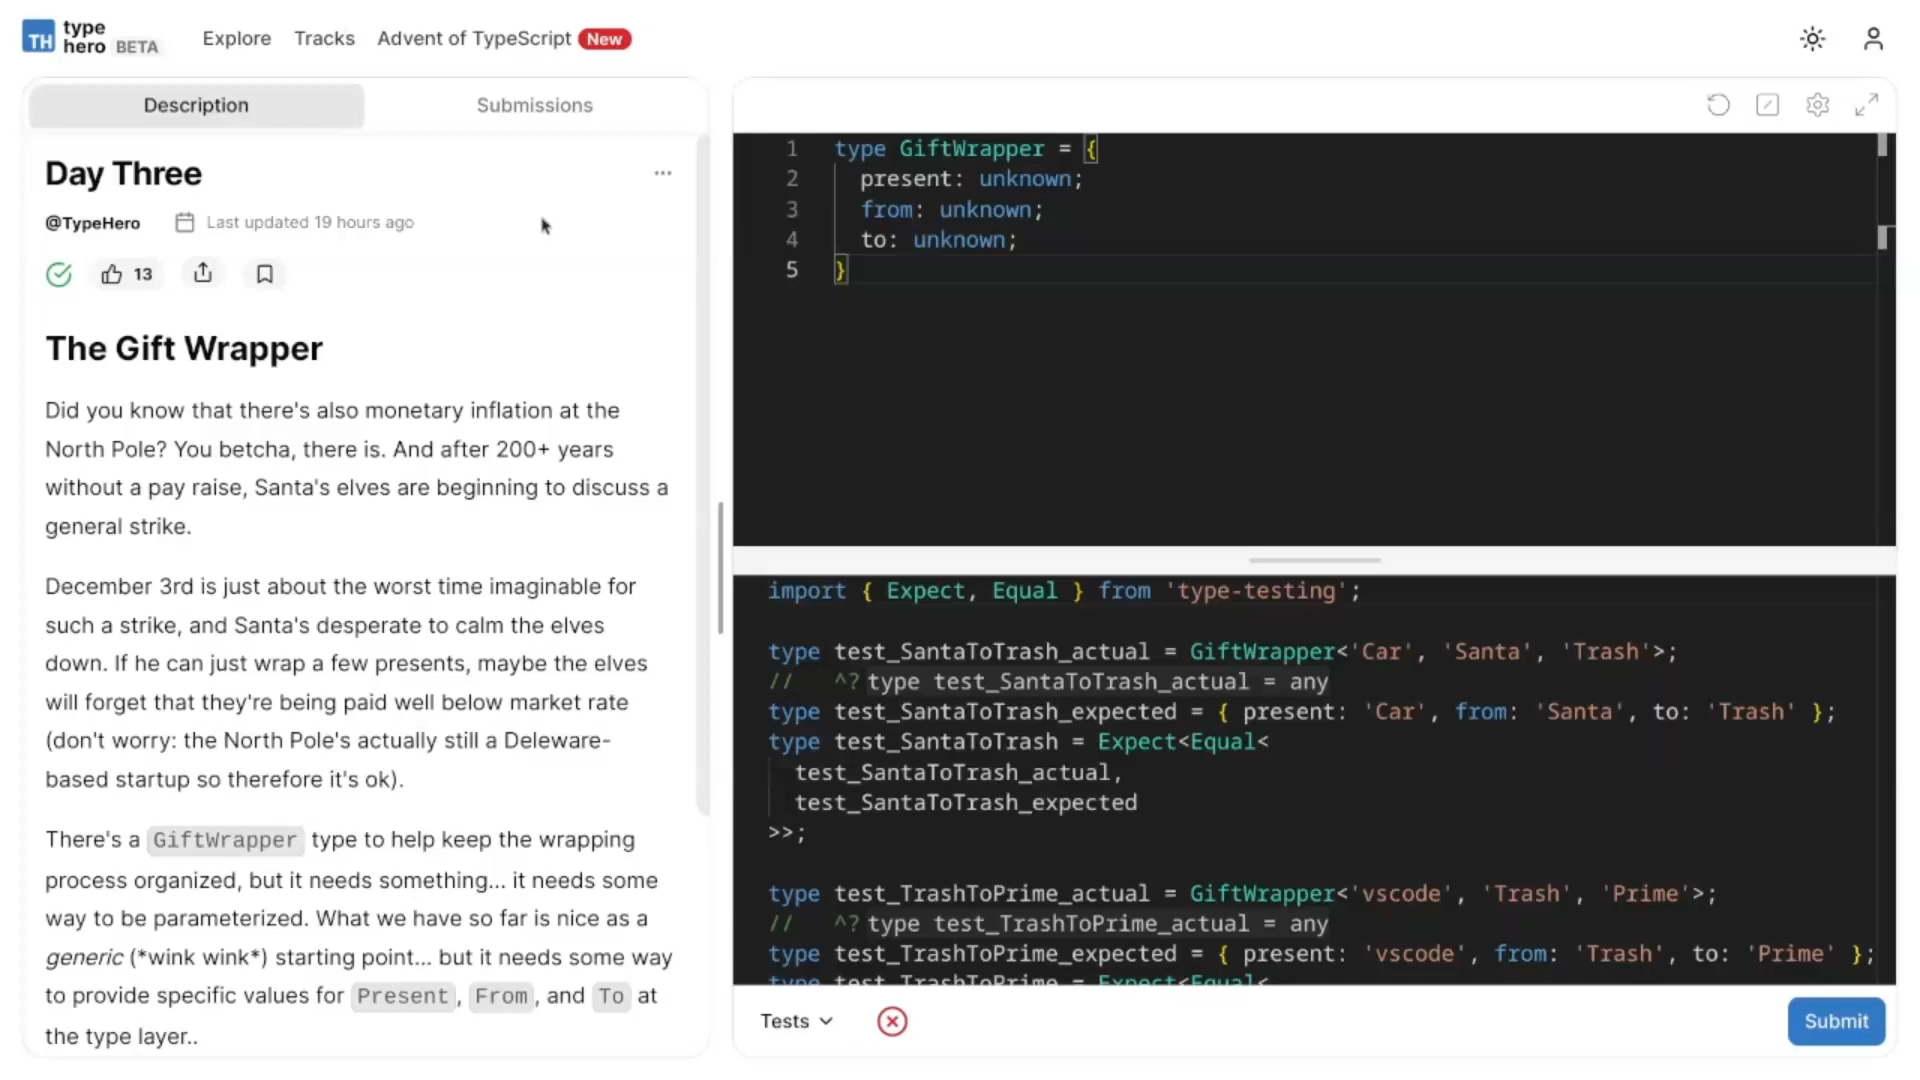 TH type hero BETA Explore Tracks Advent of TypeScript New
Description Submissions
Day Three ...
@TypeHero Last updated 19 hours ago
13
The Gift Wrapper
Did you know that there's also monetary inflation at the
North Pole? You betcha, there is. And after 200+ years
without a pay raise, Santa's elves are beginning to discuss a
general strike.
December 3rd is just about the worst time imaginable for
such a strike, and Santa's desperate to calm the elves
down. If he can just wrap a few presents, maybe the elves
will forget that they're being paid well below market rate
(don't worry: the North Pole's actually still a Deleware-
based startup so therefore it's ok).
There's a GiftWrapper type to help keep the wrapping
process organized, but it needs something... it needs some
way to be parameterized. What we have so far is nice as a
generic (*wink wink*) starting point... but it needs some way
to provide specific values for Present, From, and To at
the type layer..
1 type GiftWrapper = {
2 present: unknown;
3 from: unknown;
4 to: unknown;
5 }
import { Expect, Equal } from 'type-testing';
type test_SantaToTrash_actual = GiftWrapper<'Car', 'Santa', 'Trash'>;
// ^? type test_SantaToTrash_actual = any
type test_SantaToTrash_expected = { present: 'Car', from: 'Santa', to: 'Trash' };
type test_SantaToTrash = Expect<Equal<
test_SantaToTrash_actual,
test_SantaToTrash_expected
>>;
type test_TrashToPrime_actual = GiftWrapper<'vscode', 'Trash', 'Prime'>;
// ^? type test_TrashToPrime_actual = any
type test_TrashToPrime_expected = { present: 'vscode', from: 'Trash', to: 'Prime' };
type test_TrashToPrime = Expect<Equal<
Tests
Submit